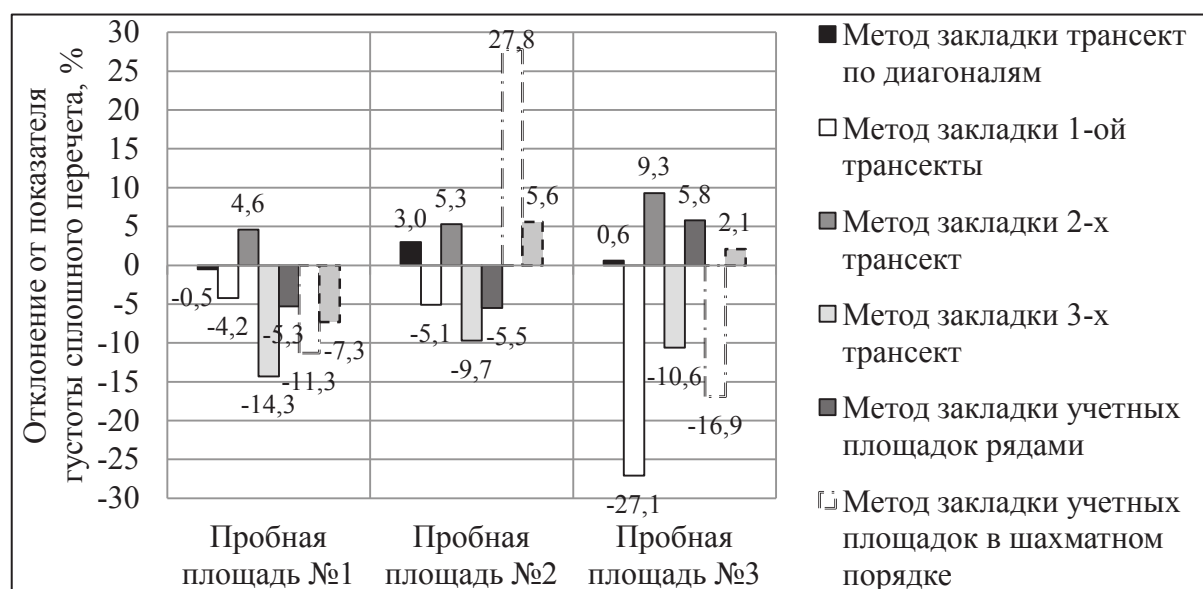 Отклонение от показателя
густоты сплошного перечета, %
30
25
20
15
10
5
0
-5
-10
-15
-20
-25
-30
-0,5
-4,2
4,6
-14,3
-5,3
-11,3
-7,3
3,0
-5,1
5,3
-9,7
-5,5
27,8
5,6
0,6
-27,1
9,3
-10,6
5,8
-16,9
2,1
Пробная
площадь №1
Пробная
площадь №2
Пробная
площадь №3
Метод закладки трансект
по диагоналям
Метод закладки 1-ой
трансекты
Метод закладки 2-х
трансект
Метод закладки 3-х
трансект
Метод закладки учетных
площадок рядами
Метод закладки учетных
площадок в шахматном
порядке